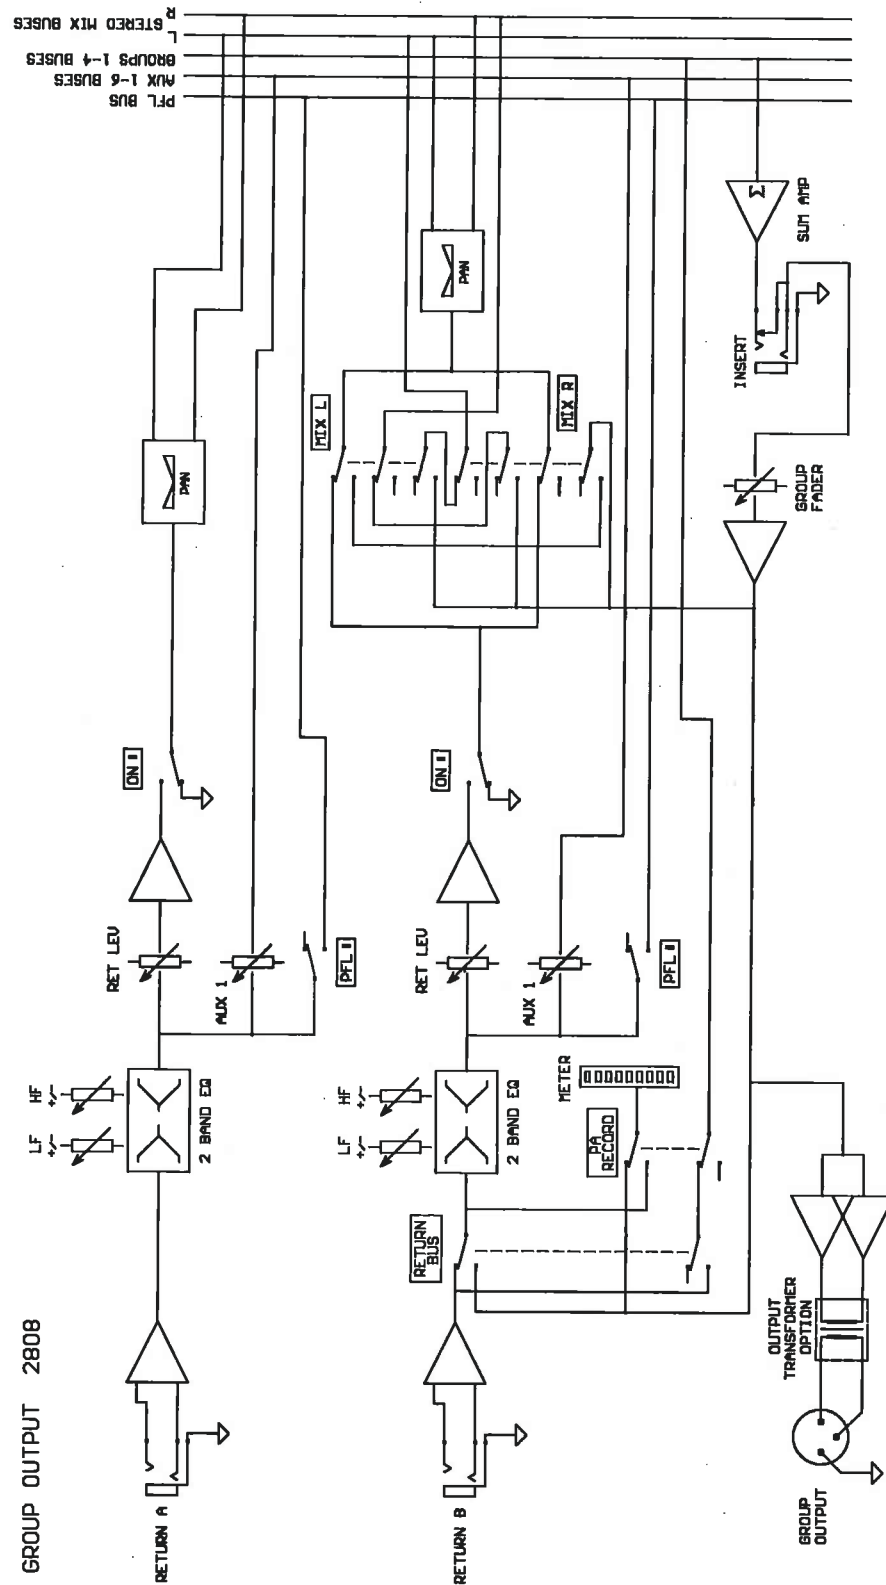 GROUP OUTPUT 2808
RETURN A
LF
+/-
HF
+/-
2 BAND EQ
RET LEV
AUX 1
PFL
ON
PAN
R
STEREO MIX BUSES
L
GROUPS 1-4 BUSES
AUX 1-6 BUSES
PFL BUS
RETURN B
RETURN
BUS
LF
+/-
HF
+/-
2 BAND EQ
PA
RECORD
METER
RET LEV
AUX 1
PFL
ON
MIX L
MIX R
PAN
GROUP
OUTPUT
OUTPUT
TRANSFORMER
OPTION
GROUP
FADER
INSERT
Σ
SUM AMP